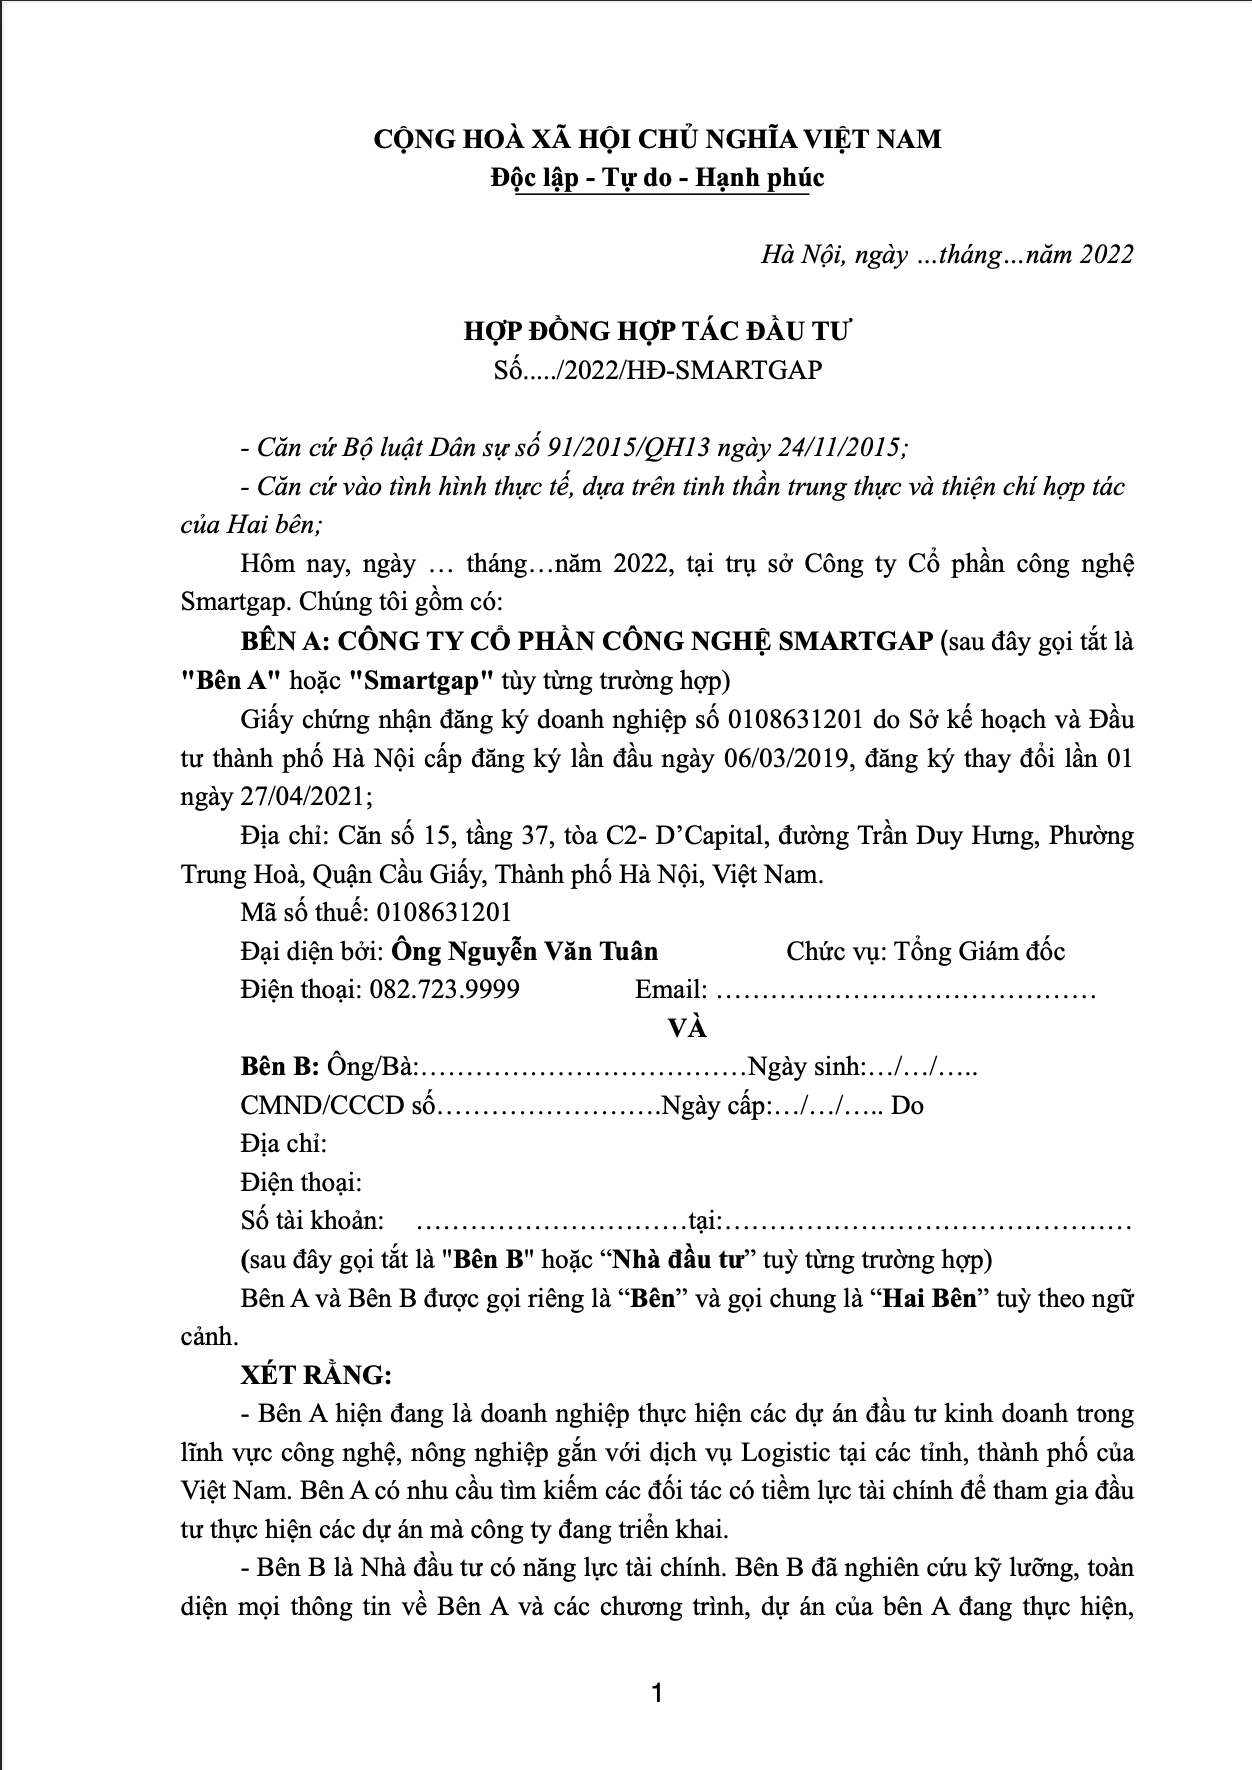 CỘNG HOÀ XÃ HỘI CHỦ NGHĨA VIỆT NAM
Độc lập - Tự do - Hạnh phúc
Hà Nội, ngày ...tháng...năm 2022
HỢP ĐỒNG HỢP TÁC ĐẦU TƯ
Số...../2022/HĐ-SMARTGAP
- Căn cứ Bộ luật Dân sự số 91/2015/QH13 ngày 24/11/2015;
- Căn cứ vào tình hình thực tế, dựa trên tinh thần trung thực và thiện chí hợp tác
của Hai bên;
Hôm nay, ngày … tháng…năm 2022, tại trụ sở Công ty Cổ phần công nghệ
Smartgap. Chúng tôi gồm có:
BÊN A: CÔNG TY CỔ PHẦN CÔNG NGHỆ SMARTGAP (sau đây gọi tắt là
"Bên A" hoặc "Smartgap" tùy từng trường hợp)
Giấy chứng nhận đăng ký doanh nghiệp số 0108631201 do Sở kế hoạch và Đầu
tư thành phố Hà Nội cấp đăng ký lần đầu ngày 06/03/2019, đăng ký thay đổi lần 01
ngày 27/04/2021;
Địa chỉ: Căn số 15, tầng 37, tòa C2- D’Capital, đường Trần Duy Hưng, Phường
Trung Hoà, Quận Cầu Giấy, Thành phố Hà Nội, Việt Nam.
Mã số thuế: 0108631201
Đại diện bởi: Ông Nguyễn Văn Tuân Chức vụ: Tổng Giám đốc
Điện thoại: 082.723.9999 Email: ……………………………………
VÀ
Bên B: Ông/Bà:………………………………Ngày sinh:…/…/…..
CMND/CCCD số…………………….Ngày cấp:…/…/….. Do
Địa chỉ:
Điện thoại:
Số tài khoản: …………………………tại:………………………………………
(sau đây gọi tắt là "Bên B" hoặc “Nhà đầu tư” tuỳ từng trường hợp)
Bên A và Bên B được gọi riêng là “Bên” và gọi chung là “Hai Bên” tuỳ theo ngữ
cảnh.
XÉT RẰNG:
- Bên A hiện đang là doanh nghiệp thực hiện các dự án đầu tư kinh doanh trong
lĩnh vực công nghệ, nông nghiệp gắn với dịch vụ Logistic tại các tỉnh, thành phố của
Việt Nam. Bên A có nhu cầu tìm kiếm các đối tác có tiềm lực tài chính để tham gia đầu
tư thực hiện các dự án mà công ty đang triển khai.
- Bên B là Nhà đầu tư có năng lực tài chính. Bên B đã nghiên cứu kỹ lưỡng, toàn
diện mọi thông tin về Bên A và các chương trình, dự án của bên A đang thực hiện,
1